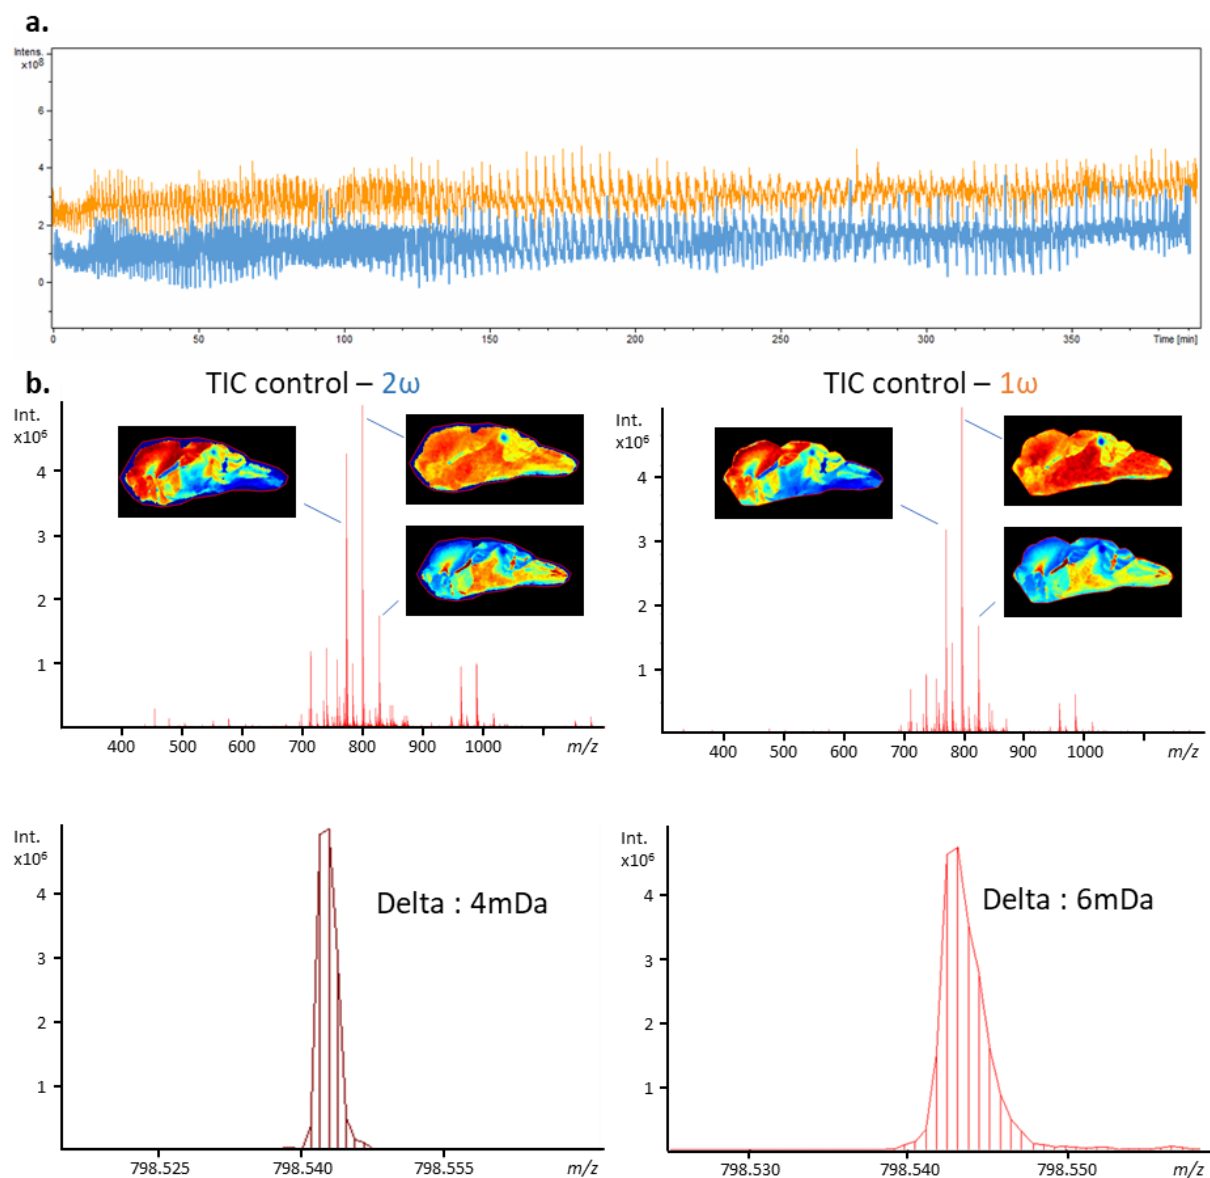 a.
Intens.
x10⁸
6
4
2
0
0 50 100 150 200 250 300 350 Time [min]
b.
TIC control – 2ω
TIC control – 1ω
Int.
x10⁶
4
3
2
1
400 500 600 700 800 900 1000 m/z
Int.
x10⁶
4
3
2
1
400 500 600 700 800 900 1000 m/z
Int.
x10⁶
4
3
2
1
Delta : 4mDa
798.525 798.540 798.555 m/z
Int.
x10⁶
4
3
2
1
Delta : 6mDa
798.530 798.540 798.550 m/z